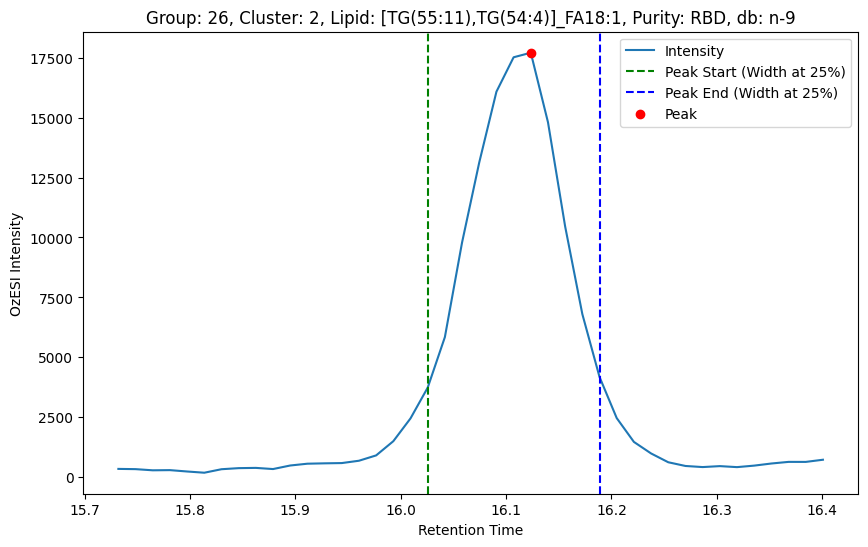 Group: 26, Cluster: 2, Lipid: [TG(55:11),TG(54:4)]_FA18:1, Purity: RBD, db: n-9
Intensity
Peak Start (Width at 25%)
Peak End (Width at 25%)
Peak
OzESI Intensity
17500
15000
12500
10000
7500
5000
2500
0
15.7
15.8
15.9
16.0
16.1
16.2
16.3
16.4
Retention Time